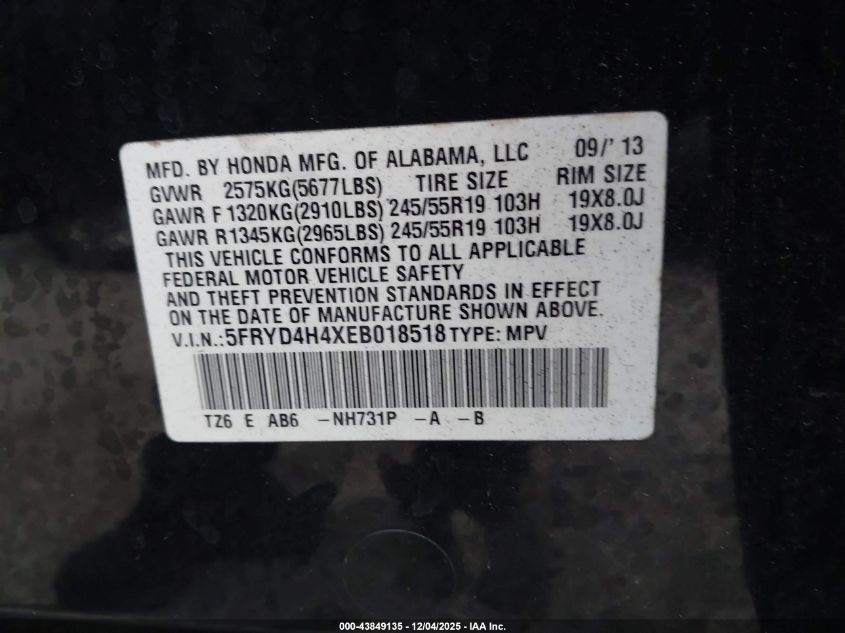 MFD. BY HONDA MFG. OF ALABAMA, LLC 09/'13
GVWR 2575KG(5677LBS) TIRE SIZE RIM SIZE
GAWR F 1320KG(2910LBS) 245/55R19 103H 19X8.0J
GAWR R1345KG(2965LBS) 245/55R19 103H 19X8.0J
THIS VEHICLE CONFORMS TO ALL APPLICABLE
FEDERAL MOTOR VEHICLE SAFETY
AND THEFT PREVENTION STANDARDS IN EFFECT
ON THE DATE OF MANUFACTURE SHOWN ABOVE.
V.I.N.:5FRYD4H4XEB018518 TYPE: MPV
TZ6 E AB6 -NH731P -A -B
000-43849135 - 12/04/2025 - IAA Inc.